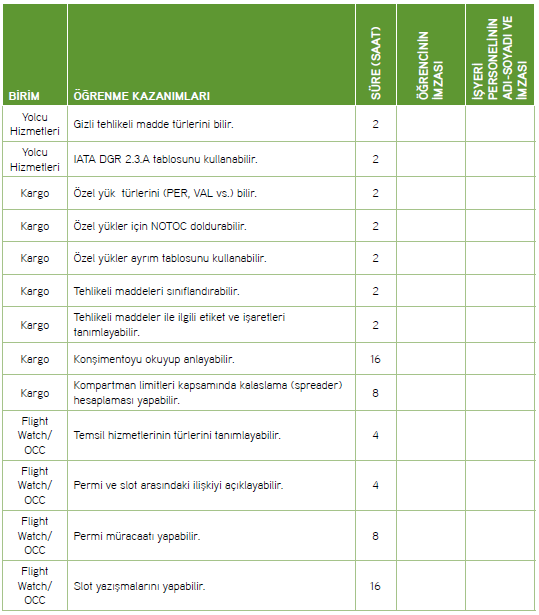 BİRİM ÖĞRENME KAZANIMLARI SÜRE (SAAT) ÖĞRENCİNİN İMZASI İŞYERİ PERSONELİNİN ADI-SOYADI VE İMZASI
Yolcu Hizmetleri Gizli tehlikeli madde türlerini bilir. 2
Yolcu Hizmetleri IATA DGR 2.3.A tablosunu kullanabilir. 2
Kargo Özel yük türlerini (PER, VAL vs.) bilir. 2
Kargo Özel yükler için NOTOC doldurabilir. 2
Kargo Özel yükler ayrım tablosunu kullanabilir. 2
Kargo Tehlikeli maddeleri sınıflandırabilir. 2
Kargo Tehlikeli maddeler ile ilgili etiket ve işaretleri tanımlayabilir. 2
Kargo Konşimentoyu okuyup anlayabilir. 16
Kargo Kompartman limitleri kapsamında kalaslama (spreader) hesaplaması yapabilir. 8
Flight Watch/ OCC Temsil hizmetlerinin türlerini tanımlayabilir. 4
Flight Watch/ OCC Permi ve slot arasındaki ilişkiyi açıklayabilir. 4
Flight Watch/ OCC Permi müracaatı yapabilir. 8
Flight Watch/ OCC Slot yazışmalarını yapabilir. 16